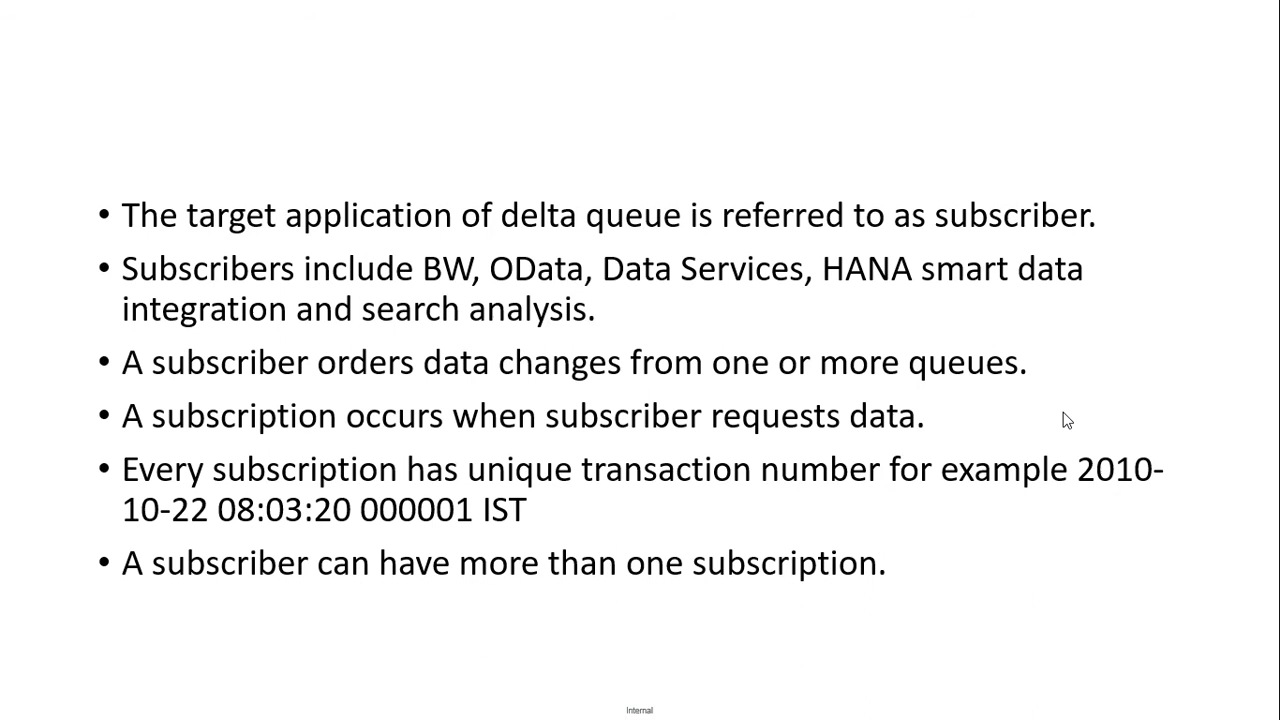 • The target application of delta queue is referred to as subscriber.
• Subscribers include BW, OData, Data Services, HANA smart data
integration and search analysis.
• A subscriber orders data changes from one or more queues.
• A subscription occurs when subscriber requests data.
• Every subscription has unique transaction number for example 2010-
10-22 08:03:20 000001 IST
• A subscriber can have more than one subscription.
Internal